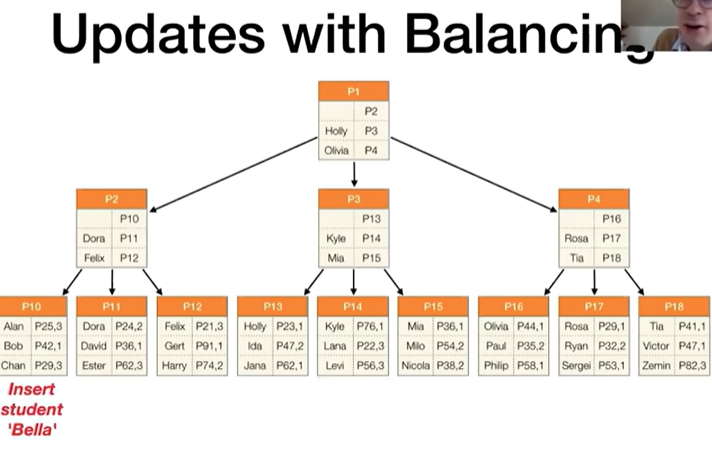 Updates with Balancing
P1
P2
Holly P3
Olivia P4
P2
P10
Dora P11
Felix P12
P3
P13
Kyle P14
Mia P15
P4
P16
Rosa P17
Tia P18
P10
Alan P25,3
Bob P42,1
Chan P29,3
P11
Dora P24,2
David P36,1
Ester P62,3
P12
Felix P21,3
Gert P91,1
Harry P74,2
P13
Holly P23,1
Ida P47,2
Jana P62,1
P14
Kyle P76,1
Lana P22,3
Levi P56,3
P15
Mia P36,1
Milo P54,2
Nicola P38,2
P16
Olivia P44,1
Paul P35,2
Philip P58,1
P17
Rosa P29,1
Ryan P32,2
Sergei P53,1
P18
Tia P41,1
Victor P47,1
Zemin P82,3
Insert
student
'Bella'